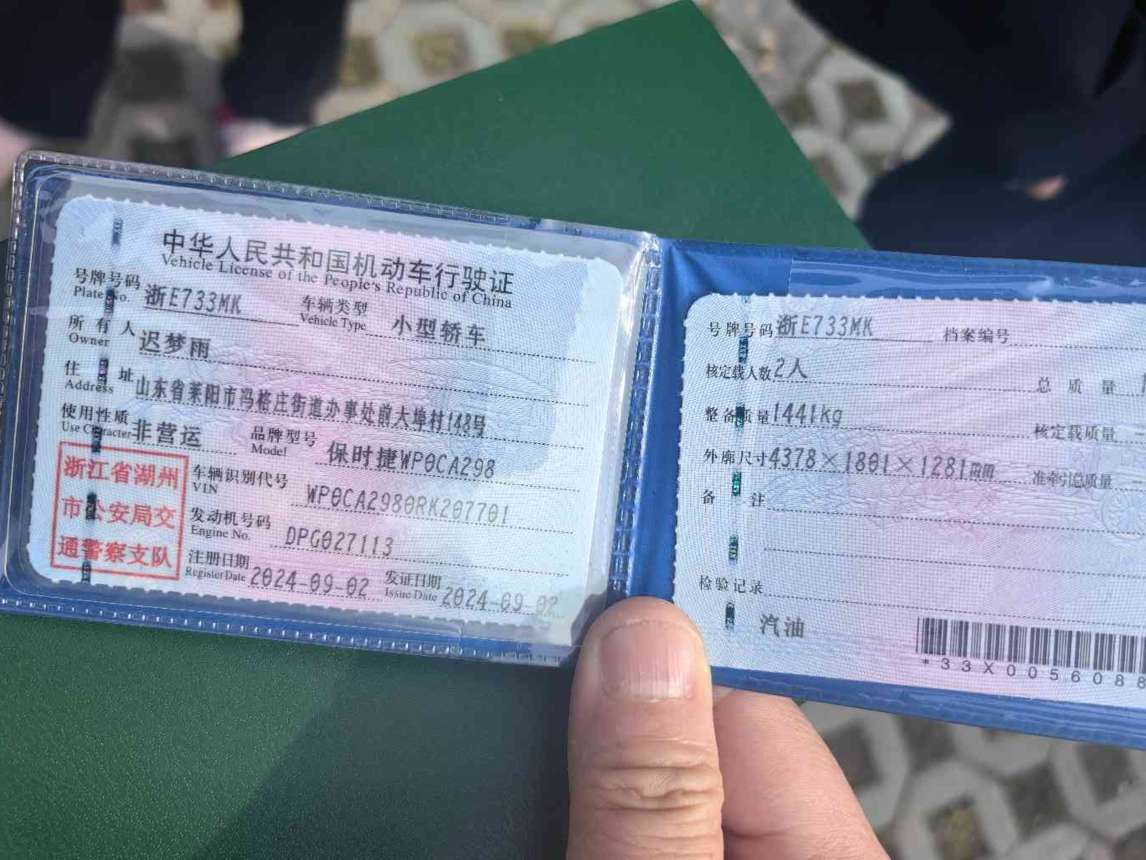 中华人民共和国机动车行驶证
Vehicle License of the People's Republic of China
号牌号码 浙E733MK 车辆类型 小型轿车
Plate No. Vehicle Type
所有人 迟梦雨
Owner
住址 山东省莱阳市冯格庄街道办事处前大埠村148号
Address
使用性质 非营运 品牌型号 保时捷WP0CA298
Use Character Model
浙江省湖州
市公安局交
通警察支队
车辆识别代号 WP0CA2980RK207701
VIN
发动机号码 DPG027113
Engine No.
注册日期 2024-09-02 发证日期 2024-09-02
Register Date Issue Date
号牌号码 浙E733MK 档案编号
核定载人数 2人 总质量
整备质量 1441kg 核定载质量
外廓尺寸 4378×1801×1281mm 准牵引总质量
备注
检验记录
汽油
*33X0056088